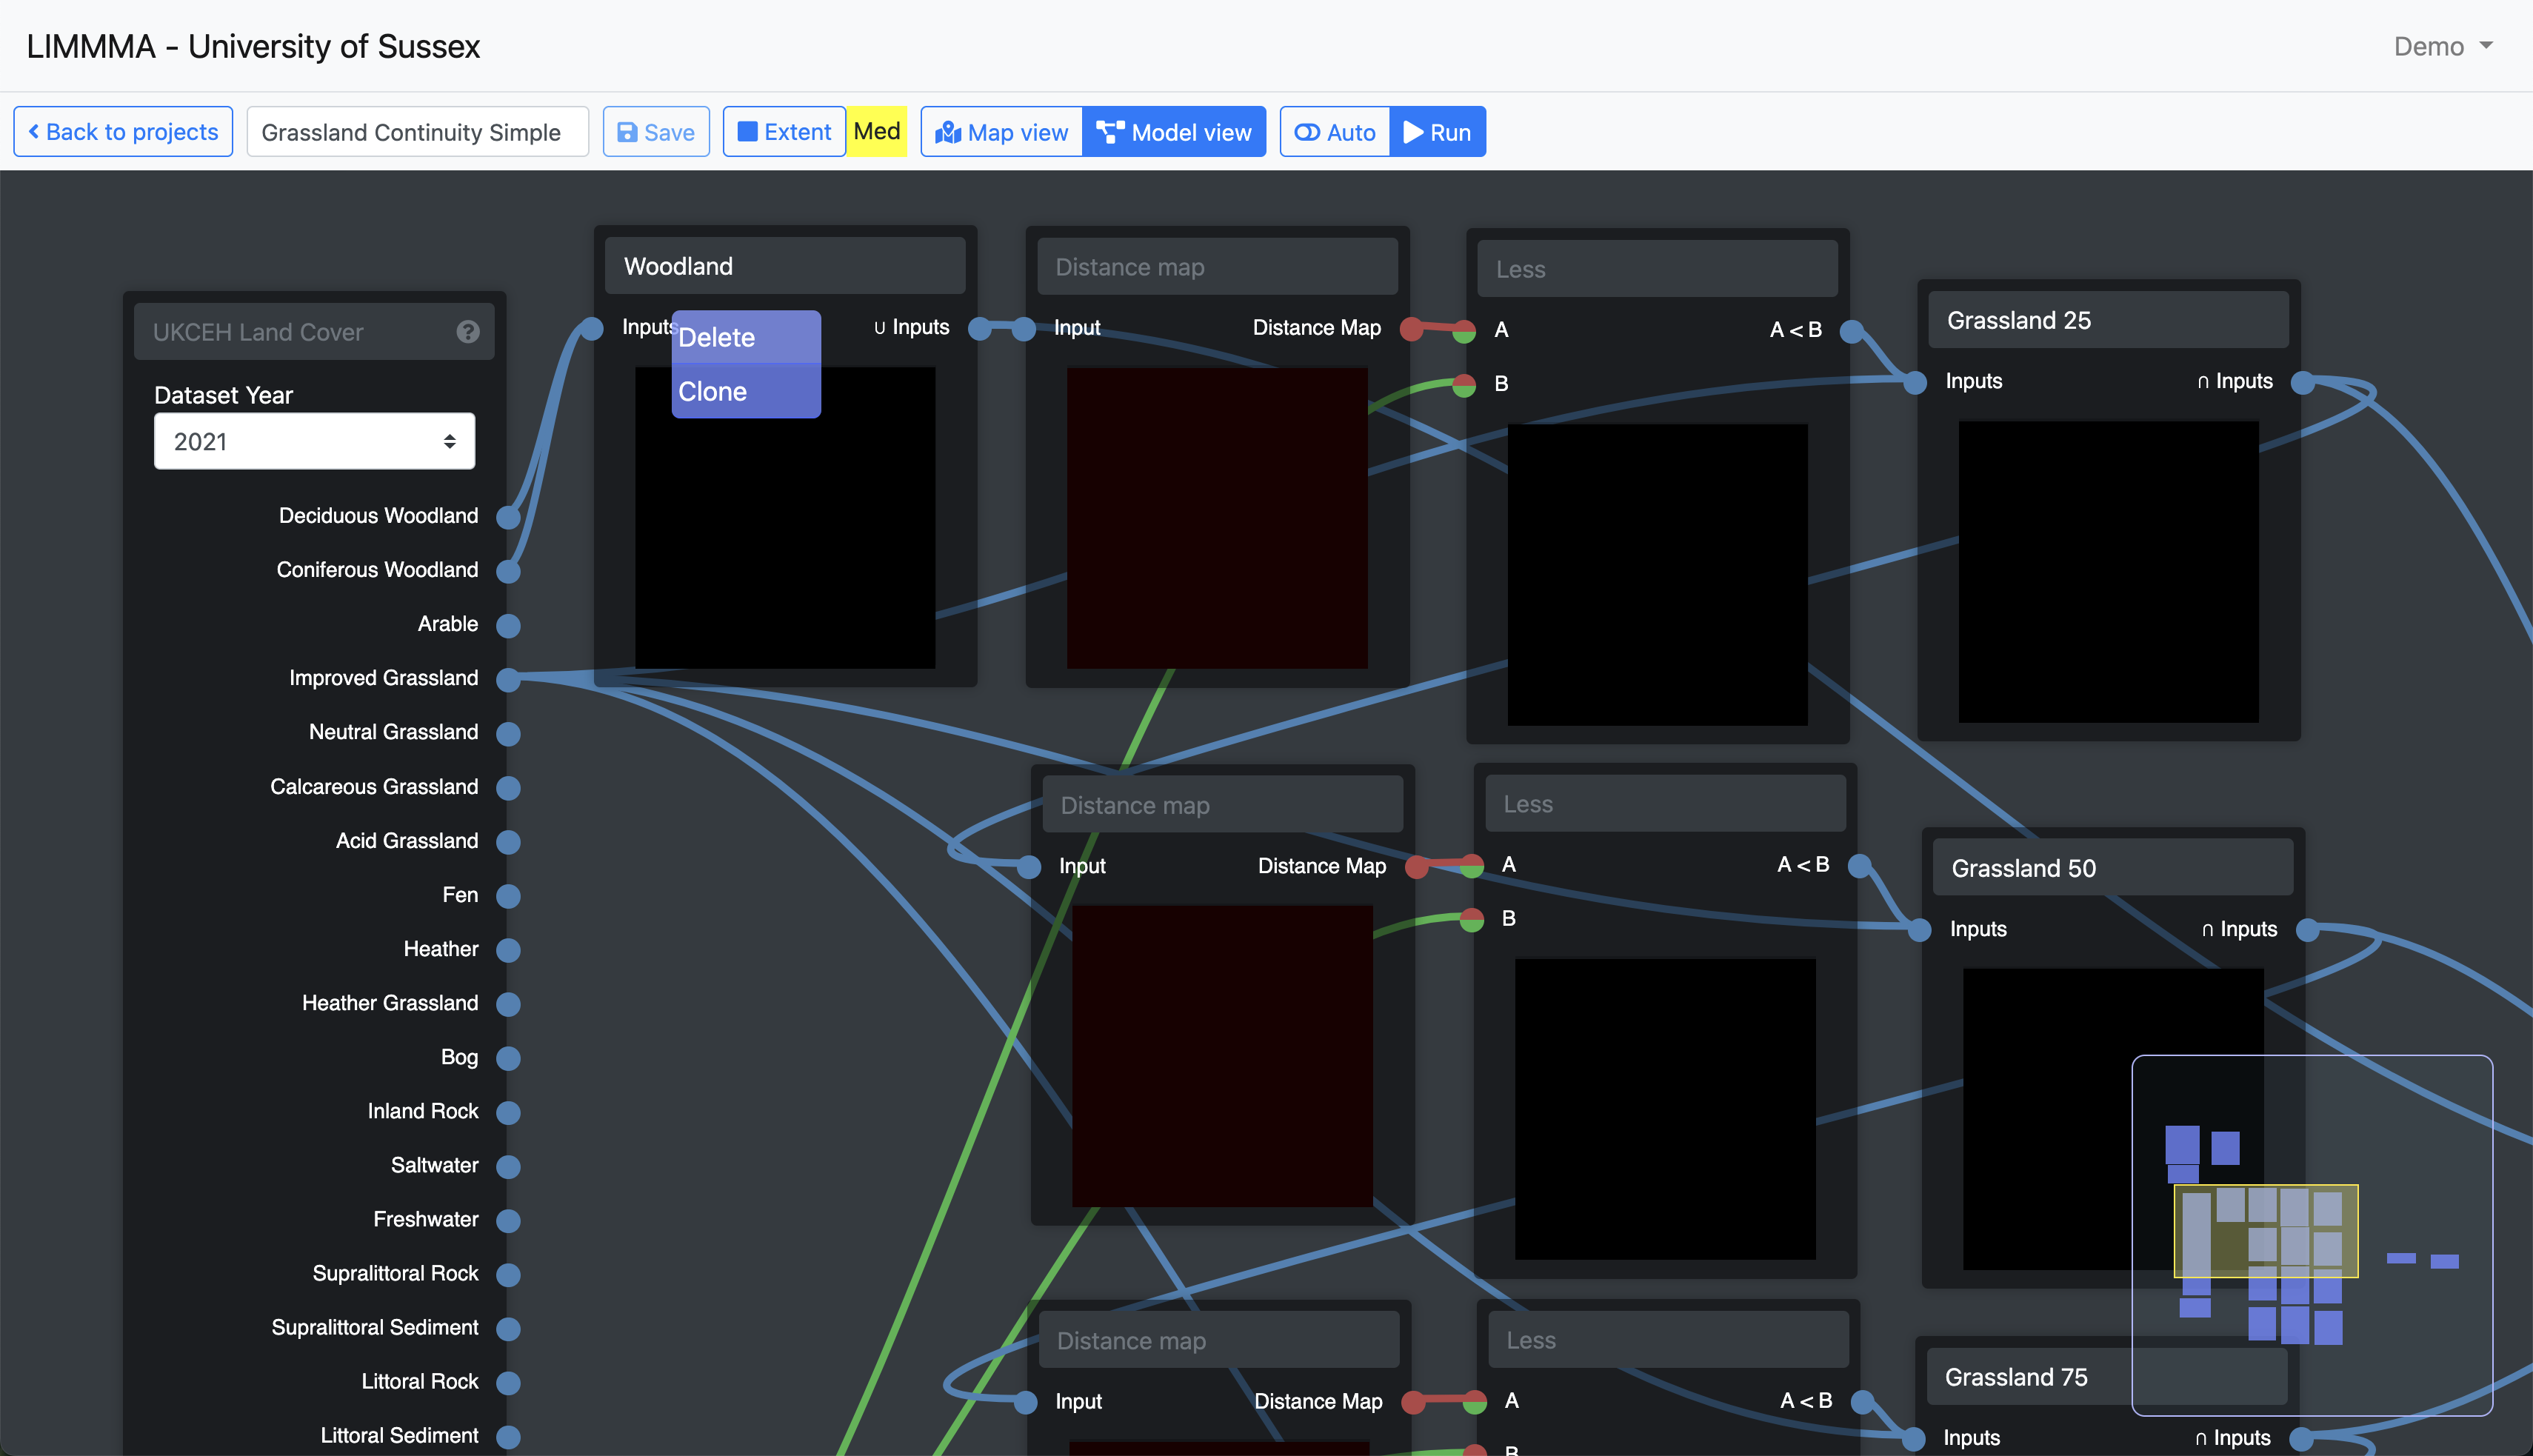 LIMMMA - University of Sussex
Demo
Back to projects
Grassland Continuity Simple
Save
Extent
Med
Map view
Model view
Auto
Run
UKCEH Land Cover
Dataset Year
2021
Deciduous Woodland
Coniferous Woodland
Arable
Improved Grassland
Neutral Grassland
Calcareous Grassland
Acid Grassland
Fen
Heather
Heather Grassland
Bog
Inland Rock
Saltwater
Freshwater
Supralittoral Rock
Supralittoral Sediment
Littoral Rock
Littoral Sediment
Woodland
Inputs
∪ Inputs
Delete
Clone
Distance map
Input
Distance Map
Less
A
A < B
B
Grassland 25
Inputs
∩ Inputs
Distance map
Input
Distance Map
Less
A
A < B
B
Grassland 50
Inputs
∩ Inputs
Distance map
Input
Distance Map
Less
A
A < B
B
Grassland 75
Inputs
∩ Inputs